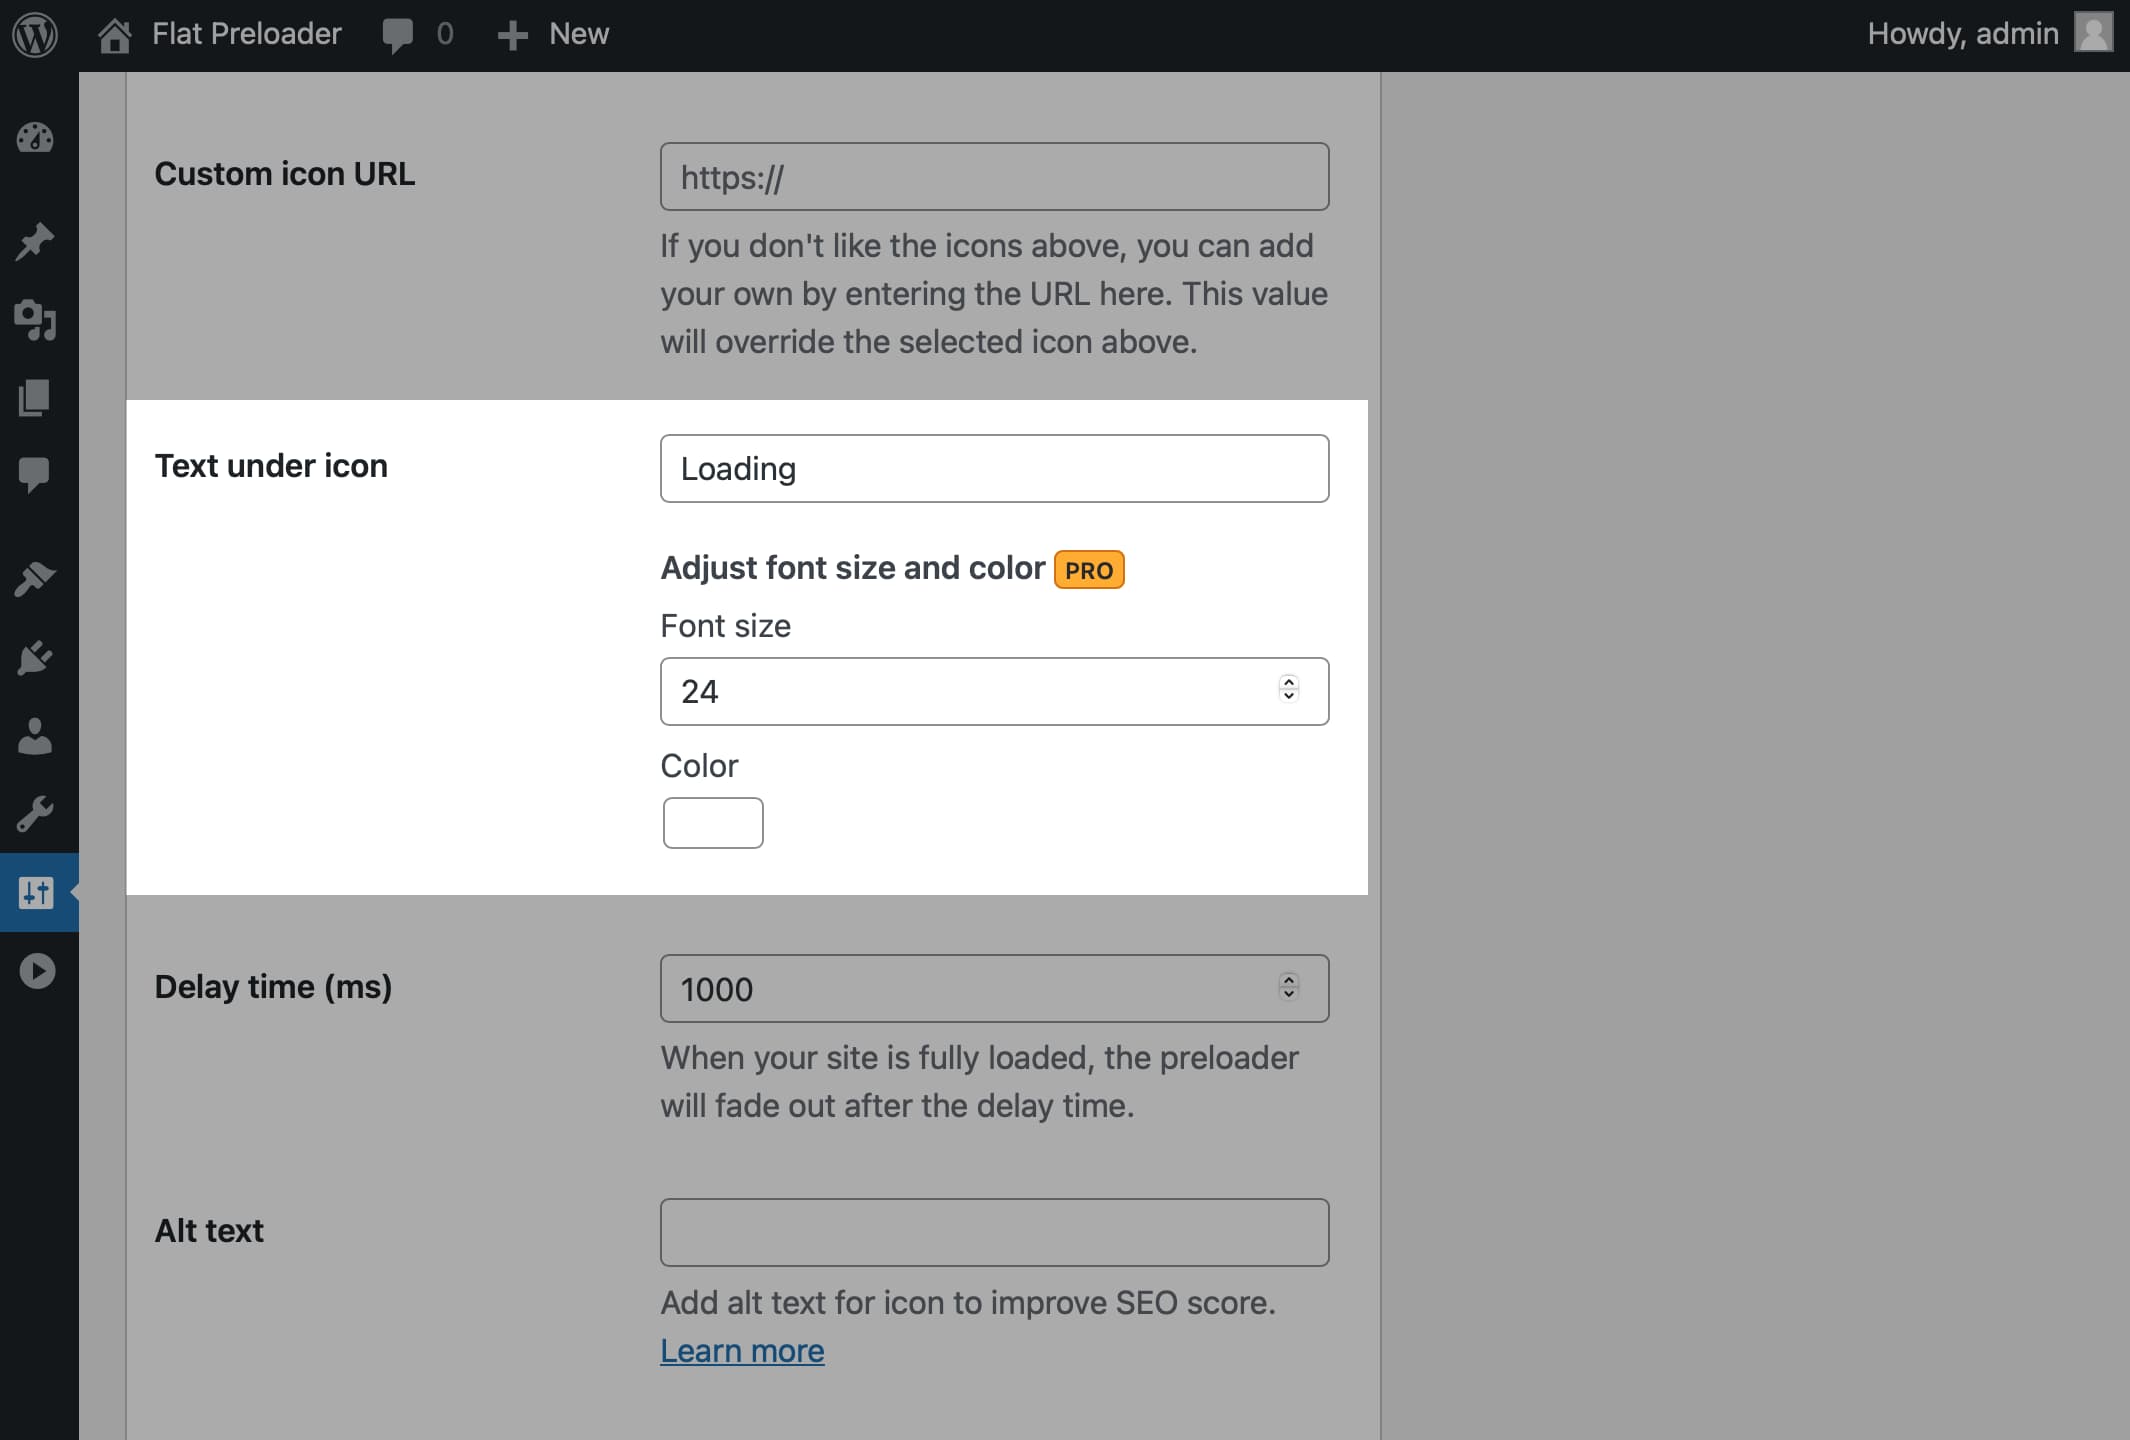 Flat Preloader 0 New Howdy, admin
Custom icon URL
https://
If you don't like the icons above, you can add
your own by entering the URL here. This value
will override the selected icon above.
Text under icon
Loading
Adjust font size and color PRO
Font size
24
Color
Delay time (ms)
1000
When your site is fully loaded, the preloader
will fade out after the delay time.
Alt text
Add alt text for icon to improve SEO score.
Learn more